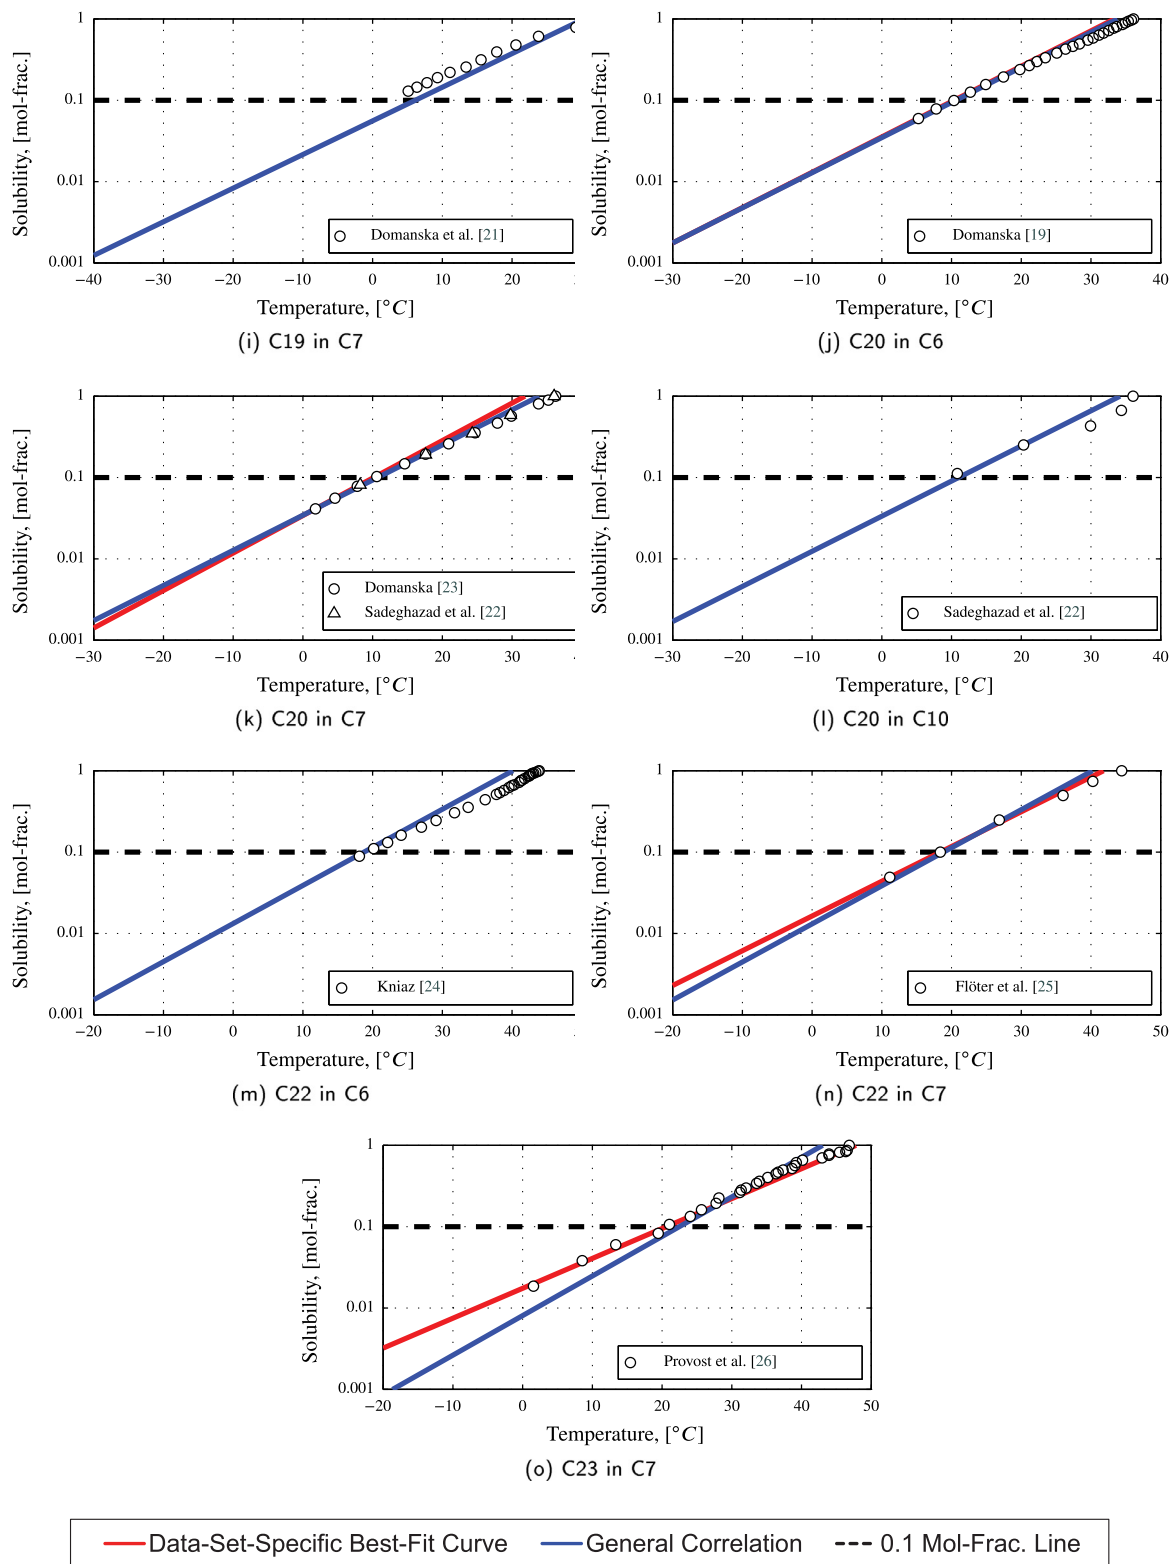 Solubility, [mol-frac.]
1
0.1
0.01
0.001
−40 −30 −20 −10 0 10 20
Domanska et al. [21]
Temperature, [°C]
(i) C19 in C7
Solubility, [mol-frac.]
1
0.1
0.01
0.001
−30 −20 −10 0 10 20 30 40
Domanska [19]
Temperature, [°C]
(j) C20 in C6
Solubility, [mol-frac.]
1
0.1
0.01
0.001
−30 −20 −10 0 10 20 30
Domanska [23]
Sadeghazad et al. [22]
Temperature, [°C]
(k) C20 in C7
Solubility, [mol-frac.]
1
0.1
0.01
0.001
−30 −20 −10 0 10 20 30 40
Sadeghazad et al. [22]
Temperature, [°C]
(l) C20 in C10
Solubility, [mol-frac.]
1
0.1
0.01
0.001
−20 −10 0 10 20 30 40
Kniaz [24]
Temperature, [°C]
(m) C22 in C6
Solubility, [mol-frac.]
1
0.1
0.01
0.001
−20 −10 0 10 20 30 40 50
Flöter et al. [25]
Temperature, [°C]
(n) C22 in C7
Solubility, [mol-frac.]
1
0.1
0.01
0.001
−20 −10 0 10 20 30 40 50
Provost et al. [26]
Temperature, [°C]
(o) C23 in C7
Data-Set-Specific Best-Fit Curve General Correlation 0.1 Mol-Frac. Line